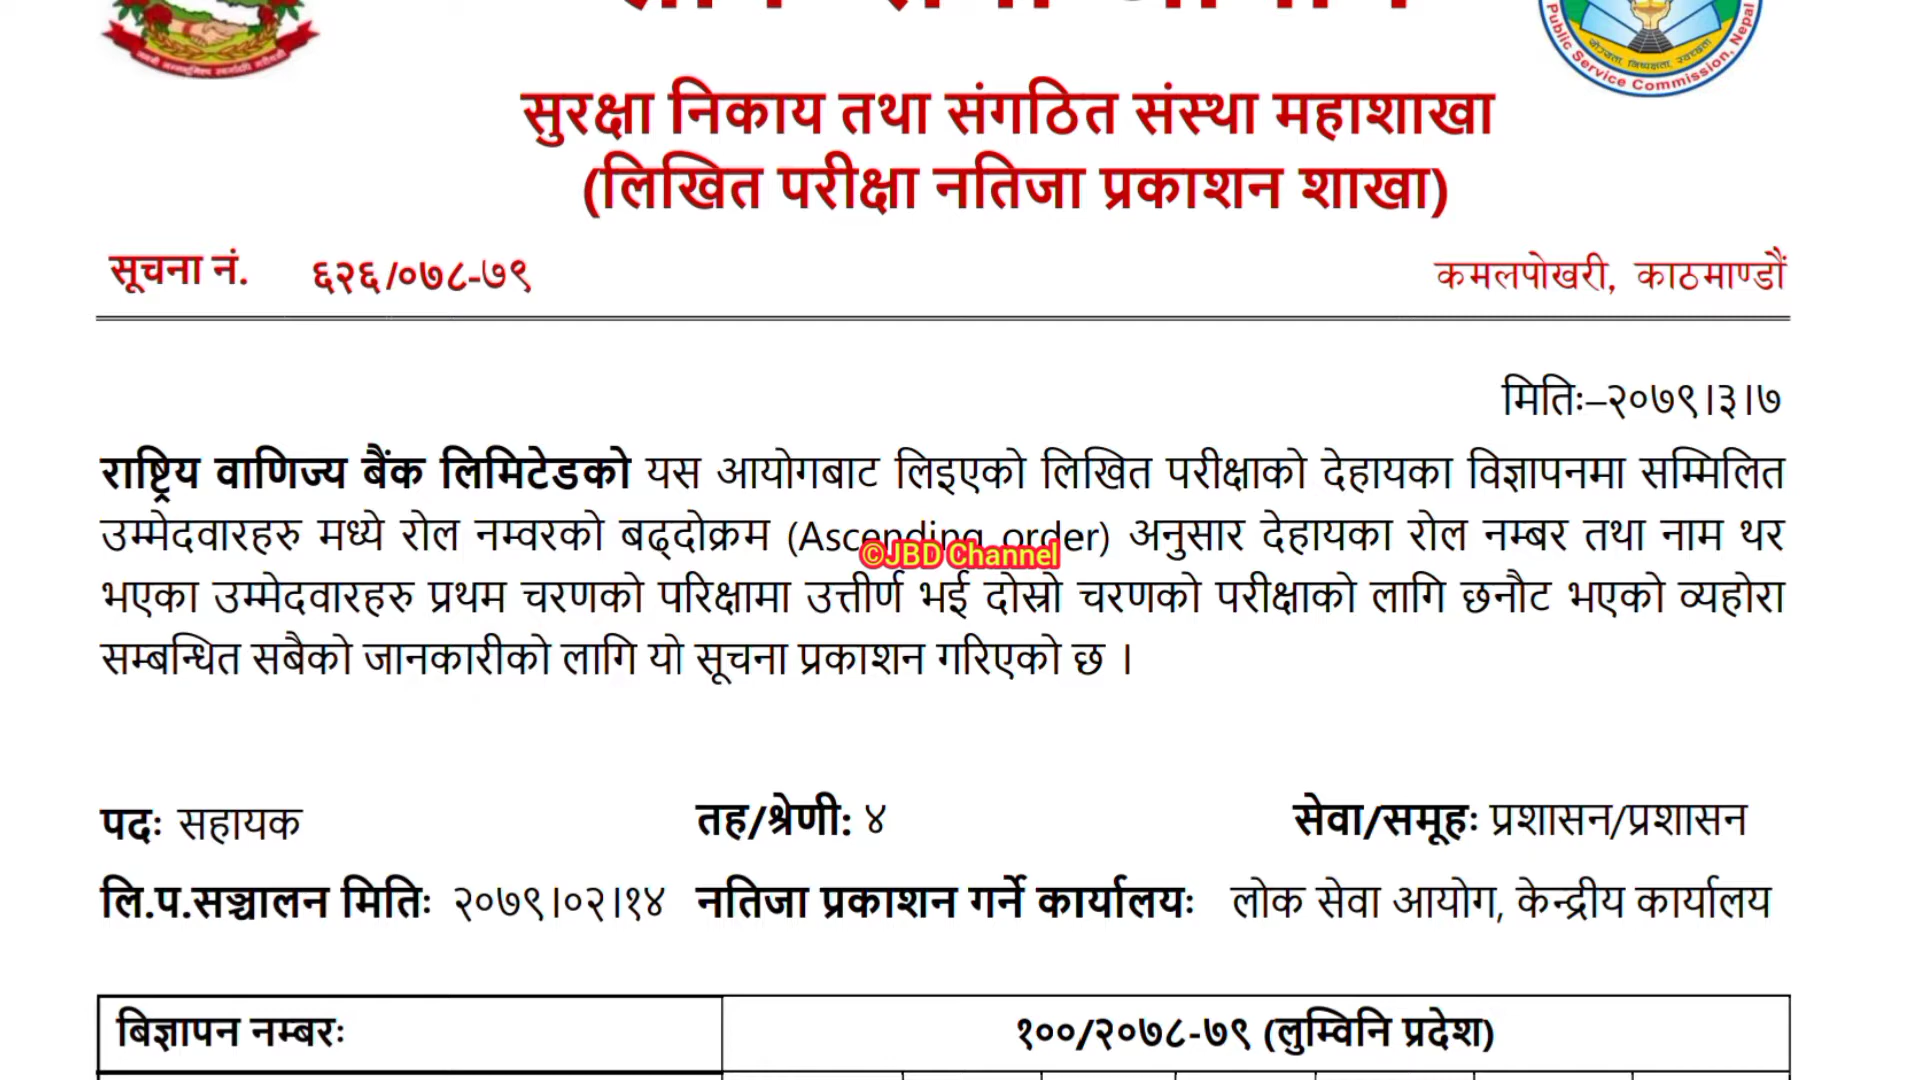 Public Service Commission, Nepal
सुरक्षा निकाय तथा संगठित संस्था महाशाखा
(लिखित परीक्षा नतिजा प्रकाशन शाखा)
सूचना नं. ६२६/०७८-७९ कमलपोखरी, काठमाण्डौं
मितिः–२०७९।३।७
राष्ट्रिय वाणिज्य बैंक लिमिटेडको यस आयोगबाट लिइएको लिखित परीक्षाको देहायका विज्ञापनमा सम्मिलित
उम्मेदवारहरु मध्ये रोल नम्वरको बढ्दोक्रम (Ascending order) अनुसार देहायका रोल नम्बर तथा नाम थर
©JBD Channel
भएका उम्मेदवारहरु प्रथम चरणको परिक्षामा उत्तीर्ण भई दोस्रो चरणको परीक्षाको लागि छनौट भएको व्यहोरा
सम्बन्धित सबैको जानकारीको लागि यो सूचना प्रकाशन गरिएको छ ।
पदः सहायक तह/श्रेणी: ४ सेवा/समूहः प्रशासन/प्रशासन
लि.प.सञ्चालन मितिः २०७९।०२।१४ नतिजा प्रकाशन गर्ने कार्यालयः लोक सेवा आयोग, केन्द्रीय कार्यालय
बिज्ञापन नम्बरः १००/२०७८-७९ (लुम्विनि प्रदेश)